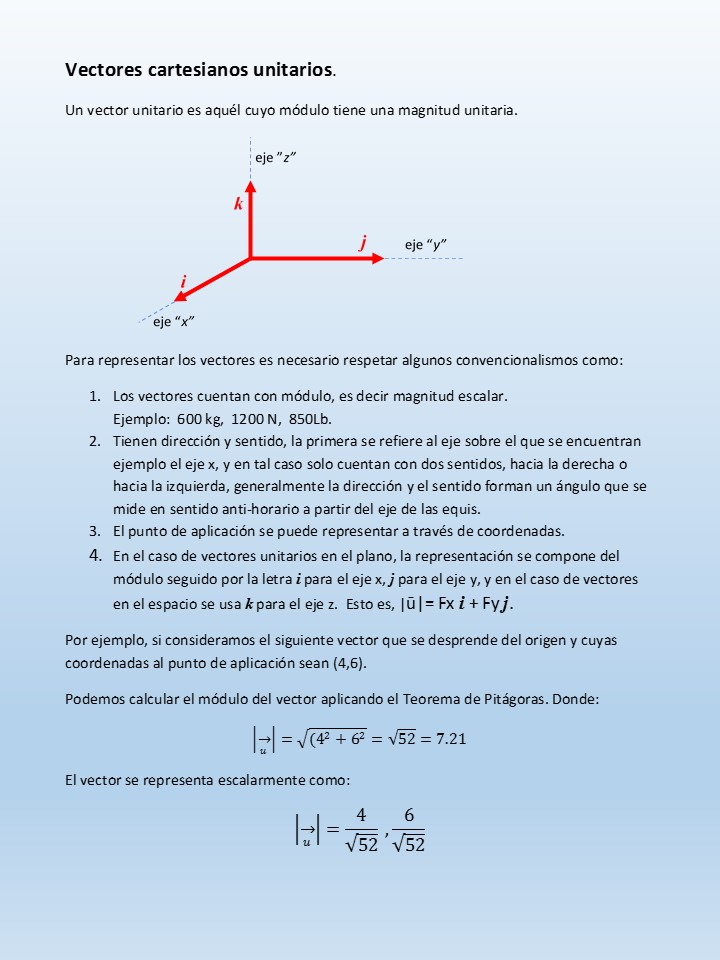 Vectores cartesianos unitarios.
Un vector unitario es aquél cuyo módulo tiene una magnitud unitaria.
eje "z"
k
j
eje "y"
i
eje "x"
Para representar los vectores es necesario respetar algunos convencionalismos como:
1. Los vectores cuentan con módulo, es decir magnitud escalar.
Ejemplo: 600 kg, 1200 N, 850Lb.
2. Tienen dirección y sentido, la primera se refiere al eje sobre el que se encuentran
ejemplo el eje x, y en tal caso solo cuentan con dos sentidos, hacia la derecha o
hacia la izquierda, generalmente la dirección y el sentido forman un ángulo que se
mide en sentido anti-horario a partir del eje de las equis.
3. El punto de aplicación se puede representar a través de coordenadas.
4. En el caso de vectores unitarios en el plano, la representación se compone del
módulo seguido por la letra i para el eje x, j para el eje y, y en el caso de vectores
en el espacio se usa k para el eje z. Esto es, |ū|= Fx i + Fy j.
Por ejemplo, si consideramos el siguiente vector que se desprende del origen y cuyas
coordenadas al punto de aplicación sean (4,6).
Podemos calcular el módulo del vector aplicando el Teorema de Pitágoras. Donde:
|→u| = √(4² + 6² = √52 = 7.21
El vector se representa escalarmente como:
|→u| = 4/√52 , 6/√52